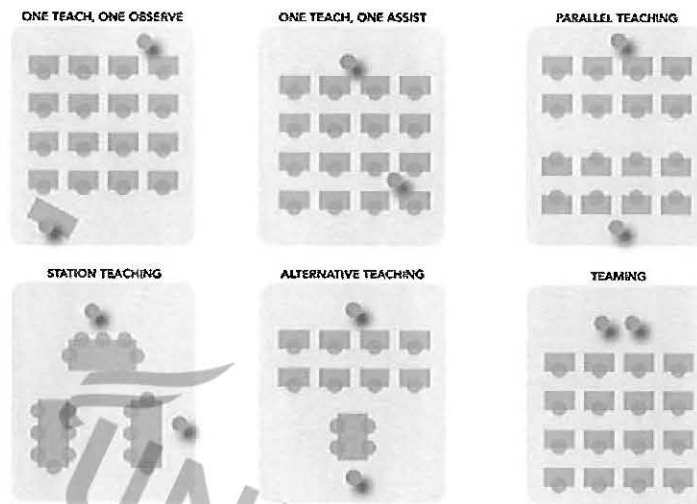 ONE TEACH, ONE OBSERVE
ONE TEACH, ONE ASSIST
PARALLEL TEACHING
STATION TEACHING
ALTERNATIVE TEACHING
TEAMING